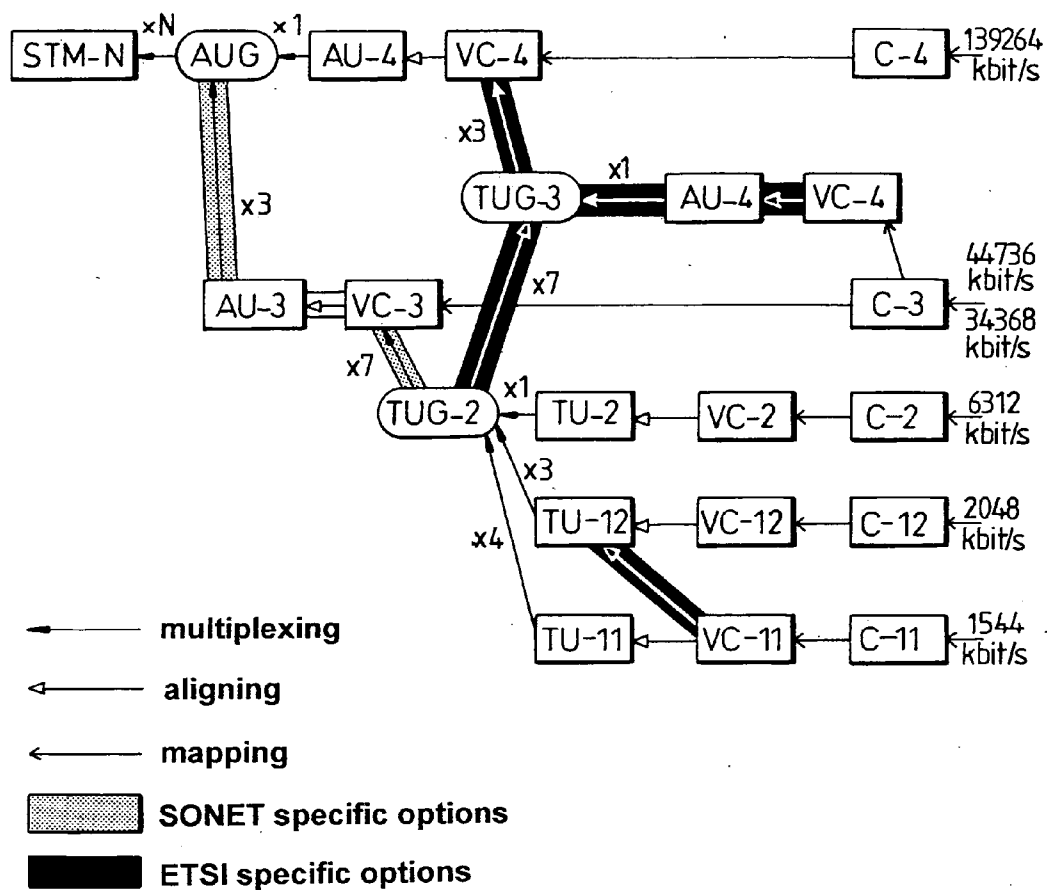 xN
x1
STM-N
AUG
AU-4
VC-4
C-4
139264
kbit/s
x3
x1
TUG-3
AU-4
VC-4
x3
x7
44736
kbit/s
AU-3
VC-3
C-3
34368
kbit/s
x7
x1
TUG-2
TU-2
VC-2
C-2
6312
kbit/s
x3
TU-12
VC-12
C-12
2048
kbit/s
x4
TU-11
VC-11
C-11
1544
kbit/s
multiplexing
aligning
mapping
SONET specific options
ETSI specific options